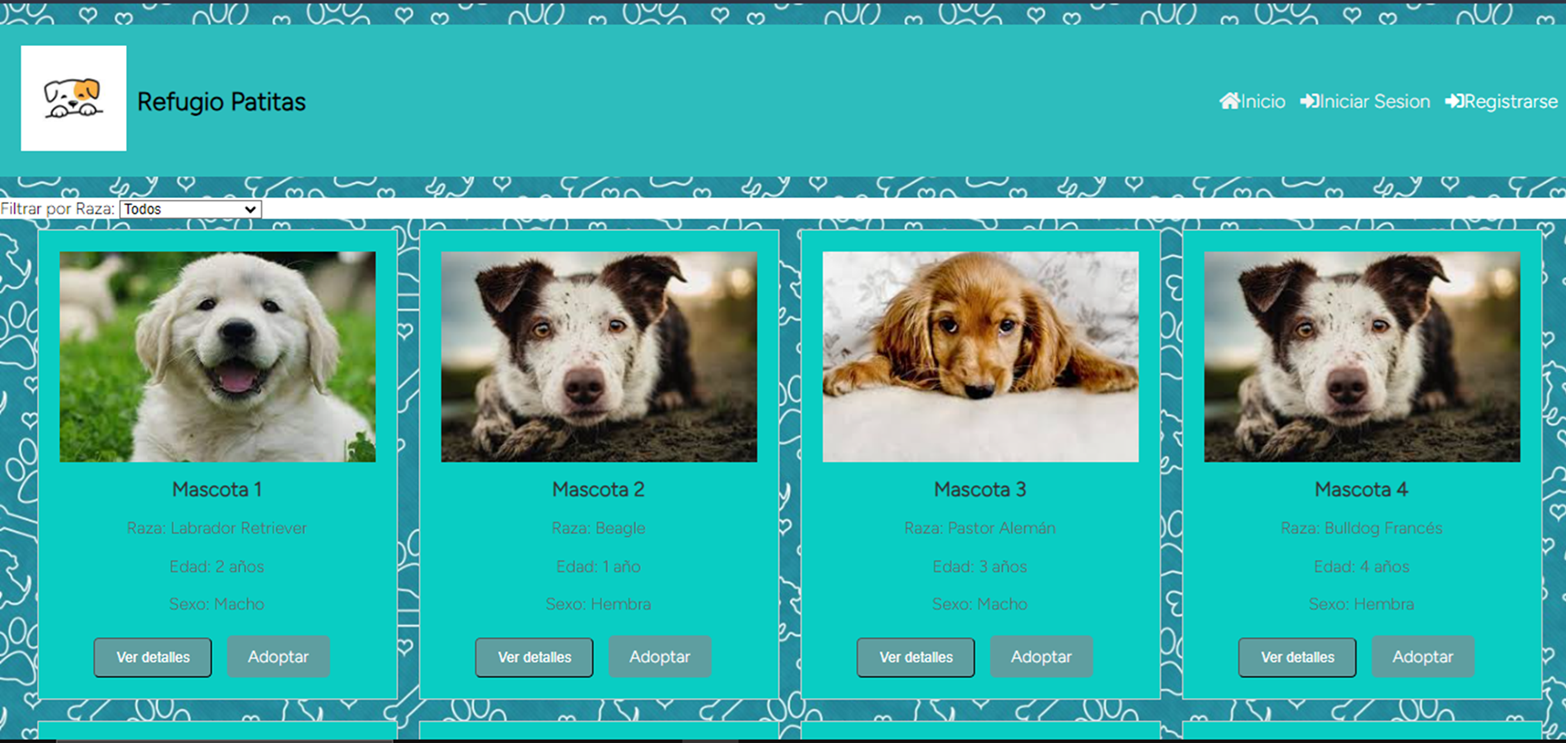 Refugio Patitas
Inicio Iniciar Sesion Registrarse
Filtrar por Raza: Todos
Mascota 1
Raza: Labrador Retriever
Edad: 2 años
Sexo: Macho
Ver detalles Adoptar
Mascota 2
Raza: Beagle
Edad: 1 año
Sexo: Hembra
Ver detalles Adoptar
Mascota 3
Raza: Pastor Alemán
Edad: 3 años
Sexo: Macho
Ver detalles Adoptar
Mascota 4
Raza: Bulldog Francés
Edad: 4 años
Sexo: Hembra
Ver detalles Adoptar